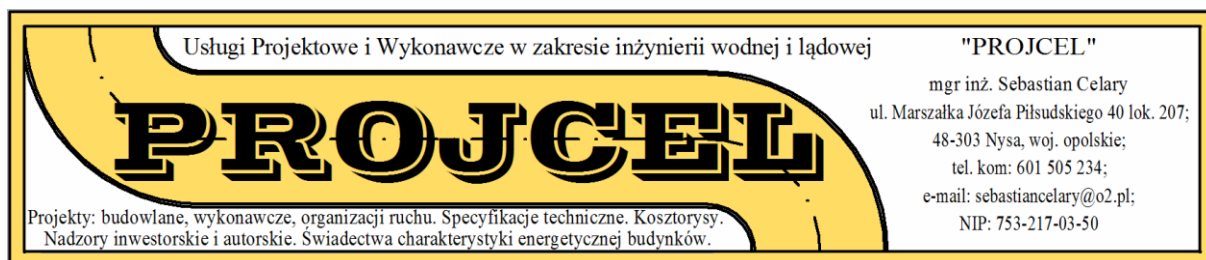 Usługi Projektowe i Wykonawcze w zakresie inżynierii wodnej i lądowej
PROJCEL
Projekty: budowlane, wykonawcze, organizacji ruchu. Specyfikacje techniczne. Kosztorysy.
Nadzory inwestorskie i autorskie. Świadectwa charakterystyki energetycznej budynków.
"PROJCEL"
mgr inż. Sebastian Celary
ul. Marszałka Józefa Piłsudskiego 40 lok. 207;
48-303 Nysa, woj. opolskie;
tel. kom: 601 505 234;
e-mail: sebastiancelary@o2.pl;
NIP: 753-217-03-50